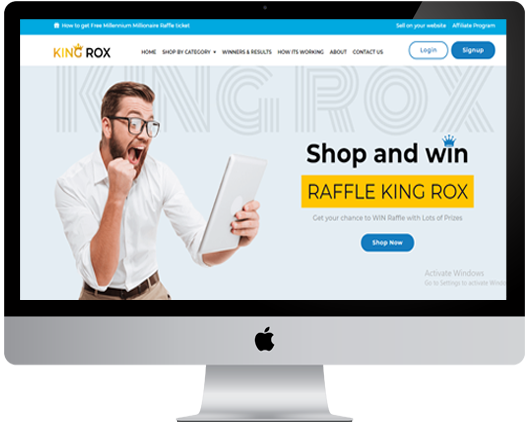 How to get Free Millennium Millionaire Raffle ticket
Sell on your website Affiliate Program
KING ROX
HOME SHOP BY CATEGORY WINNERS & RESULTS HOW ITS WORKING ABOUT CONTACT US
Login Signup
KING ROX
Shop and win
RAFFLE KING ROX
Get your chance to WIN Raffle with Lots of Prizes
Shop Now
Activate Windows
Go to Settings to activate Windo